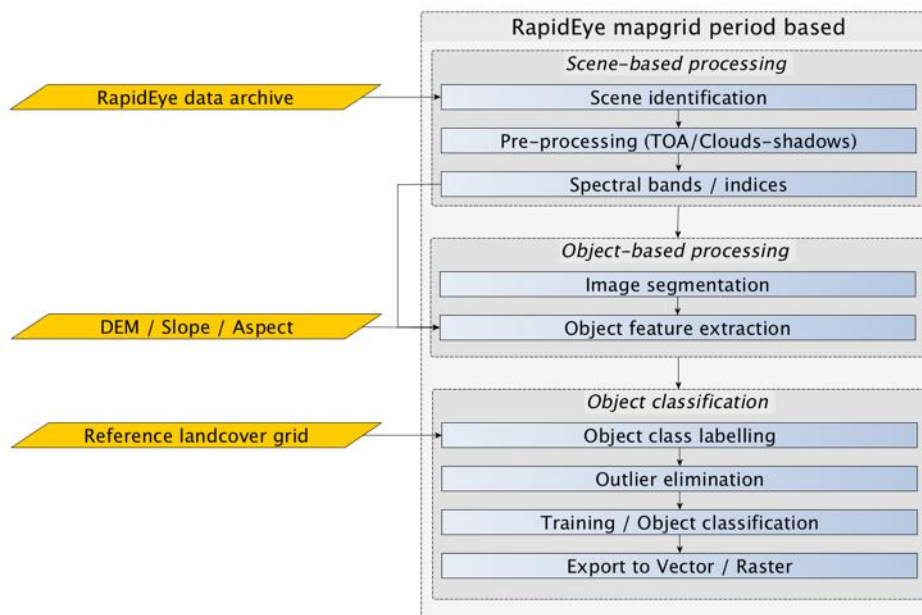 RapidEye mapgrid period based
Scene-based processing
RapidEye data archive
Scene identification
Pre-processing (TOA/Clouds-shadows)
Spectral bands / indices
Object-based processing
Image segmentation
DEM / Slope / Aspect
Object feature extraction
Object classification
Reference landcover grid
Object class labelling
Outlier elimination
Training / Object classification
Export to Vector / Raster